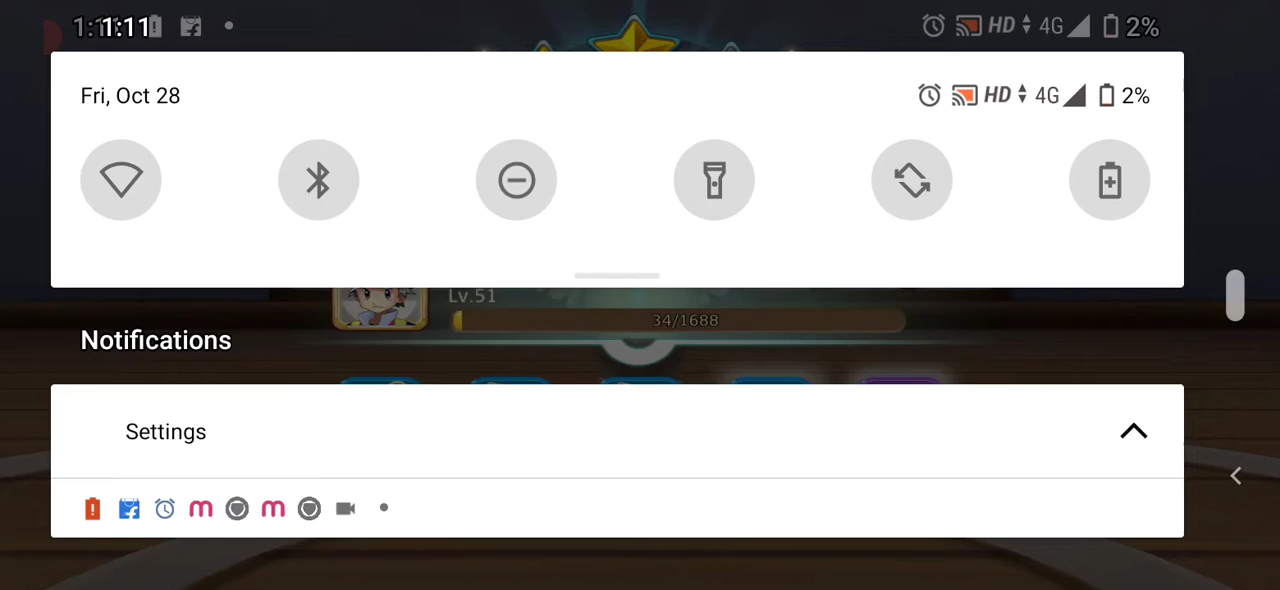 1:11 HD 4G 2%
Fri, Oct 28 HD 4G 2%
Lv.51
34/1688
Notifications
Settings